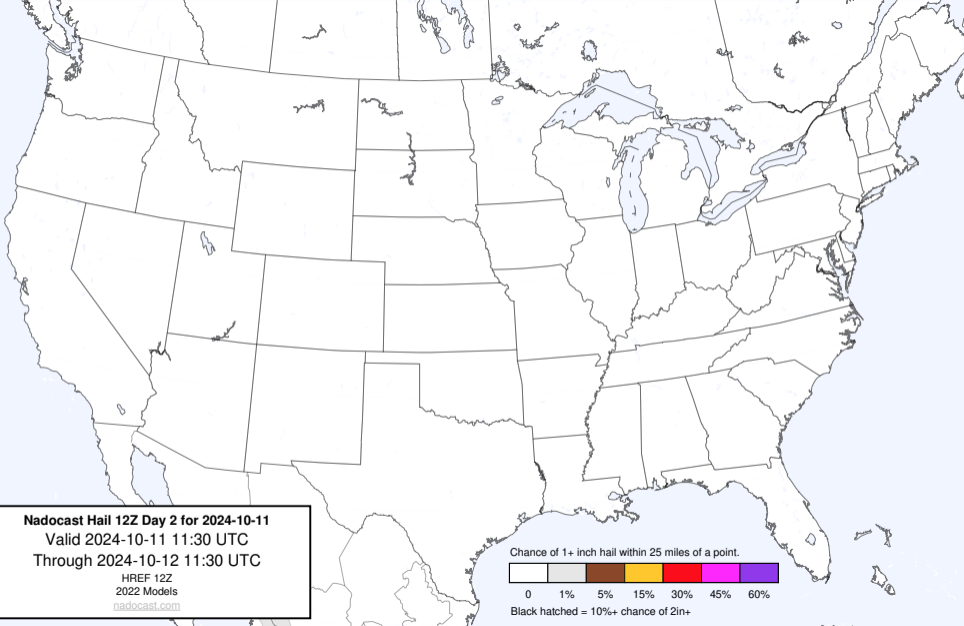 Nadocast Hail 12Z Day 2 for 2024-10-11
Valid 2024-10-11 11:30 UTC
Through 2024-10-12 11:30 UTC
HREF 12Z
2022 Models
nadocast.com
Chance of 1+ inch hail within 25 miles of a point.
0 1% 5% 15% 30% 45% 60%
Black hatched = 10%+ chance of 2in+